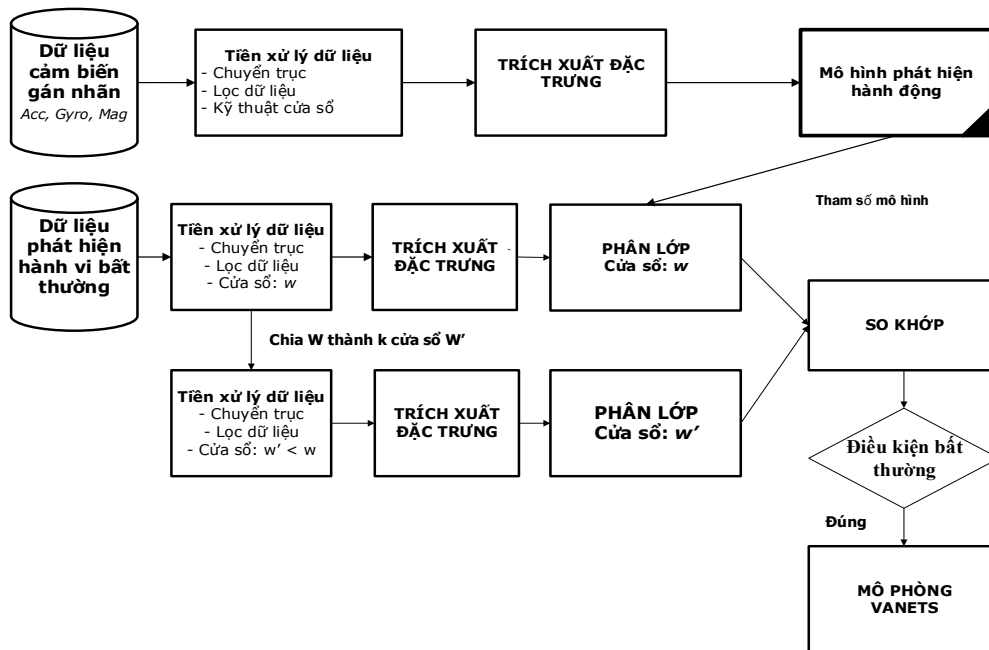 Dữ liệu
cảm biến
gán nhãn
Acc, Gyro, Mag
Tiền xử lý dữ liệu
- Chuyển trục
- Lọc dữ liệu
- Kỹ thuật cửa sổ
TRÍCH XUẤT ĐẶC
TRƯNG
Mô hình phát hiện
hành động
Tham số mô hình
Dữ liệu
phát hiện
hành vi bất
thường
Tiền xử lý dữ liệu
- Chuyển trục
- Lọc dữ liệu
- Cửa sổ: w
TRÍCH XUẤT
ĐẶC TRƯNG
PHÂN LỚP
Cửa sổ: w
Chia W thành k cửa sổ W’
SO KHỚP
Tiền xử lý dữ liệu
- Chuyển trục
- Lọc dữ liệu
- Cửa sổ: w’ < w
TRÍCH XUẤT
ĐẶC TRƯNG
PHÂN LỚP
Cửa sổ: w’
Điều kiện bất
thường
Đúng
MÔ PHÒNG
VANETS